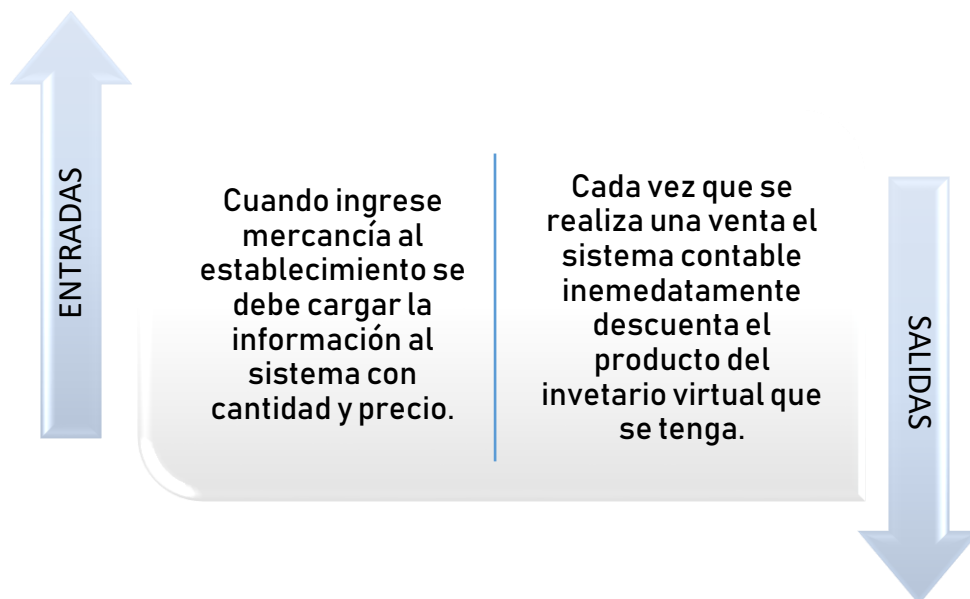 ENTRADAS
Cuando ingrese
mercancía al
establecimiento se
debe cargar la
información al
sistema con
cantidad y precio.
Cada vez que se
realiza una venta el
sistema contable
inemedatamente
descuenta el
producto del
invetario virtual que
se tenga.
SALIDAS